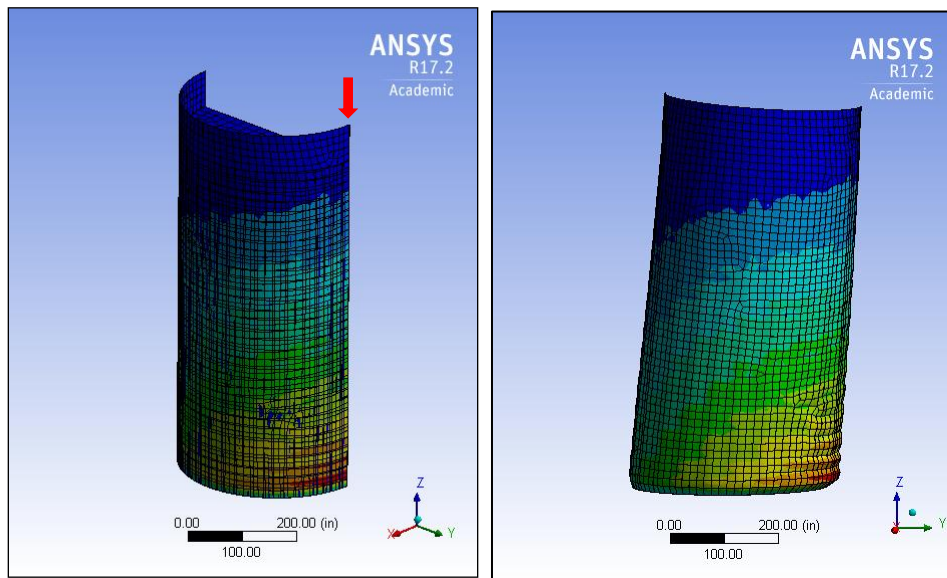 ANSYS
R17.2
Academic
Z
X
Y
0.00
200.00 (in)
100.00
ANSYS
R17.2
Academic
Z
Y
0.00
200.00 (in)
100.00